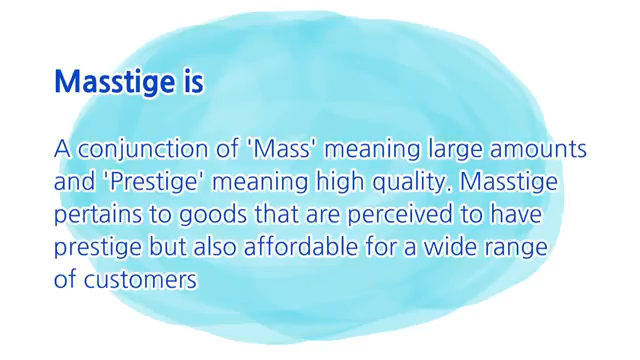 Masstige is
A conjunction of 'Mass' meaning large amounts
and 'Prestige' meaning high quality. Masstige
pertains to goods that are perceived to have
prestige but also affordable for a wide range
of customers